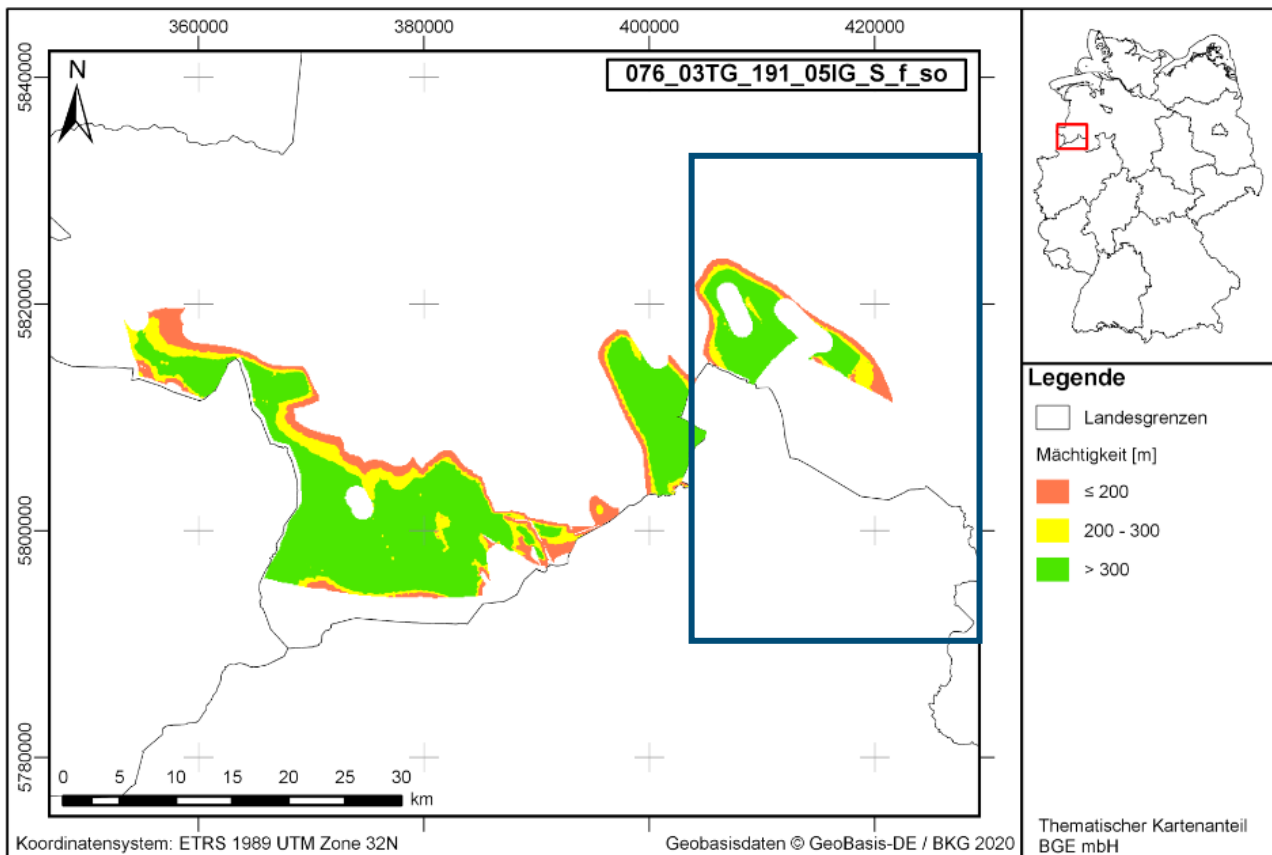 360000 380000 400000 420000
076_03TG_191_05IG_S_f_so
N
5840000
5820000
5800000
5780000
0 5 10 15 20 25 30
km
Koordinatensystem: ETRS 1989 UTM Zone 32N
Geobasisdaten © GeoBasis-DE / BKG 2020
Legende
Landesgrenzen
Mächtigkeit [m]
≤ 200
200 - 300
> 300
Thematischer Kartenanteil
BGE mbH